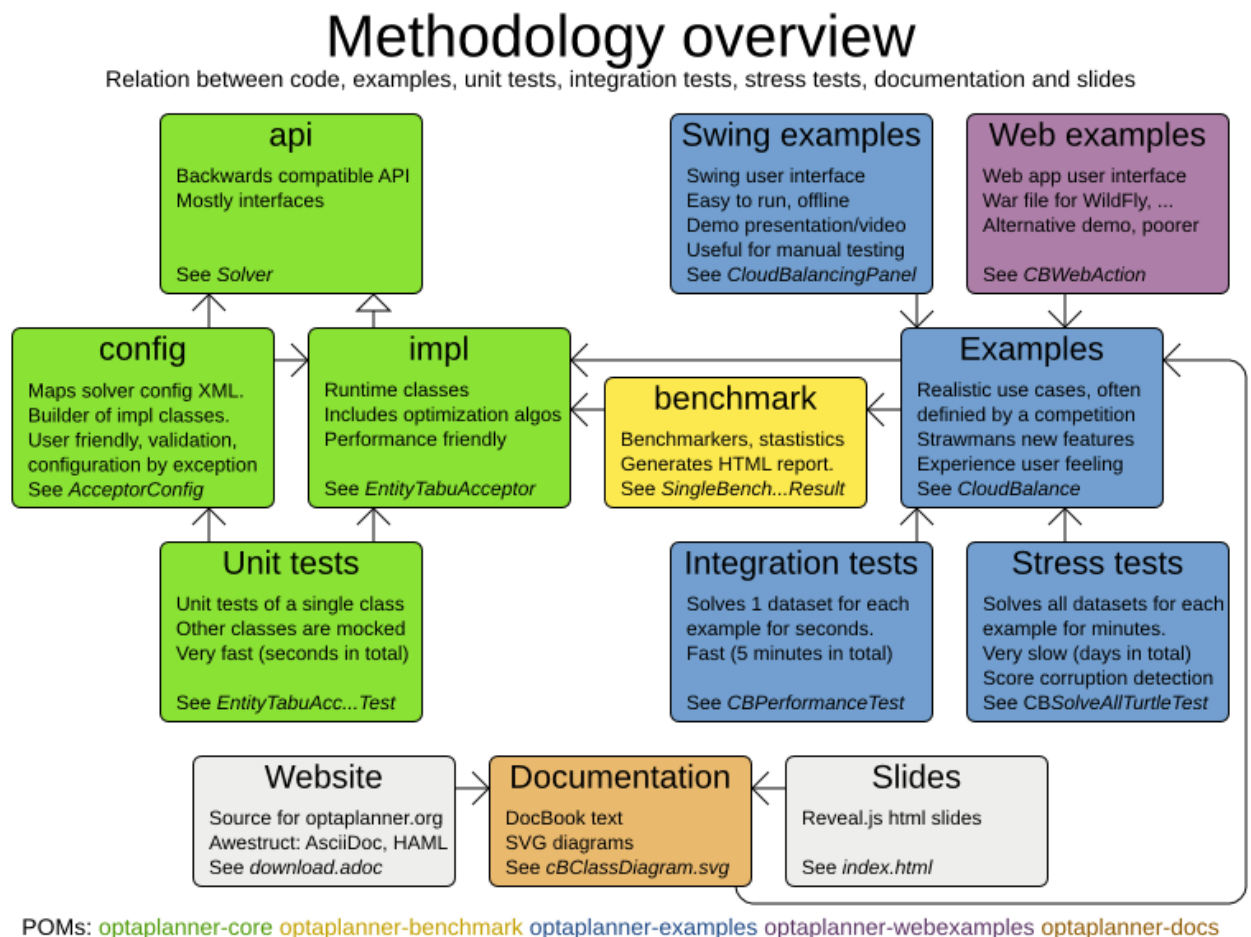 Methodology overview
Relation between code, examples, unit tests, integration tests, stress tests, documentation and slides
api
Backwards compatible API
Mostly interfaces
See Solver
Swing examples
Swing user interface
Easy to run, offline
Demo presentation/video
Useful for manual testing
See CloudBalancingPanel
Web examples
Web app user interface
War file for WildFly, ...
Alternative demo, poorer
See CBWebAction
config
Maps solver config XML.
Builder of impl classes.
User friendly, validation,
configuration by exception
See AcceptorConfig
impl
Runtime classes
Includes optimization algos
Performance friendly
See EntityTabuAcceptor
benchmark
Benchmarkers, stastistics
Generates HTML report.
See SingleBench...Result
Examples
Realistic use cases, often
definied by a competition
Strawmans new features
Experience user feeling
See CloudBalance
Unit tests
Unit tests of a single class
Other classes are mocked
Very fast (seconds in total)
See EntityTabuAcc...Test
Integration tests
Solves 1 dataset for each
example for seconds.
Fast (5 minutes in total)
See CBPerformanceTest
Stress tests
Solves all datasets for each
example for minutes.
Very slow (days in total)
Score corruption detection
See CBSolveAllTurtleTest
Website
Source for optaplanner.org
Awestruct: AsciiDoc, HAML
See download.adoc
Documentation
DocBook text
SVG diagrams
See cBClassDiagram.svg
Slides
Reveal.js html slides
See index.html
POMs: optaplanner-core optaplanner-benchmark optaplanner-examples optaplanner-webexamples optaplanner-docs